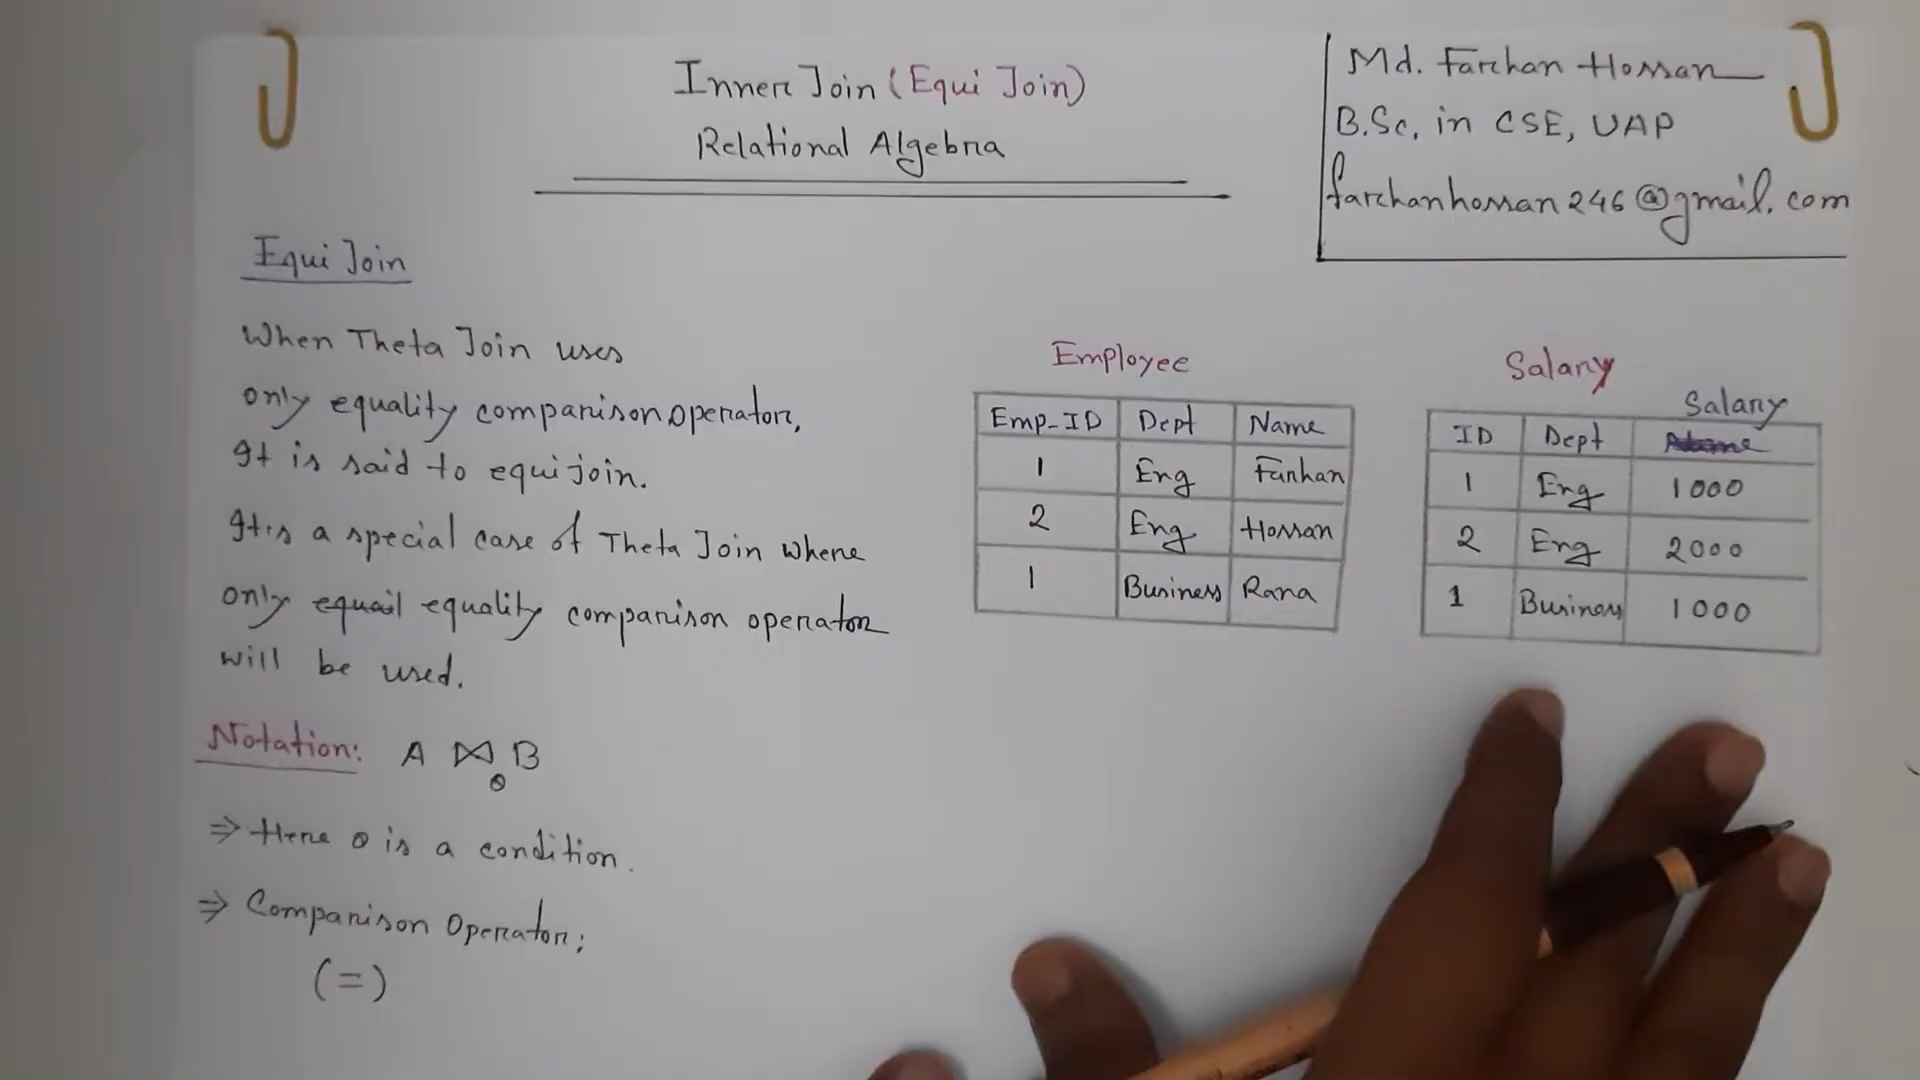 Inner Join (Equi Join)
Relational Algebra
Md. Farhan Hossan
B.Sc. in CSE, UAP
farhanhossan246@gmail.com
Equi Join
When Theta Join uses
only equality comparison operator,
It is said to equi join.
It is a special case of Theta Join where
only equail equality comparison operator
will be used.
Notation: A ⋈θ B
⇒ Here θ is a condition.
⇒ Comparison Operator:
(=)
Employee
Emp_ID Dept Name
1 Eng Farhan
2 Eng Hossan
1 Business Rana
Salary
Salary
ID Dept
1 Eng 1000
2 Eng 2000
1 Business 1000